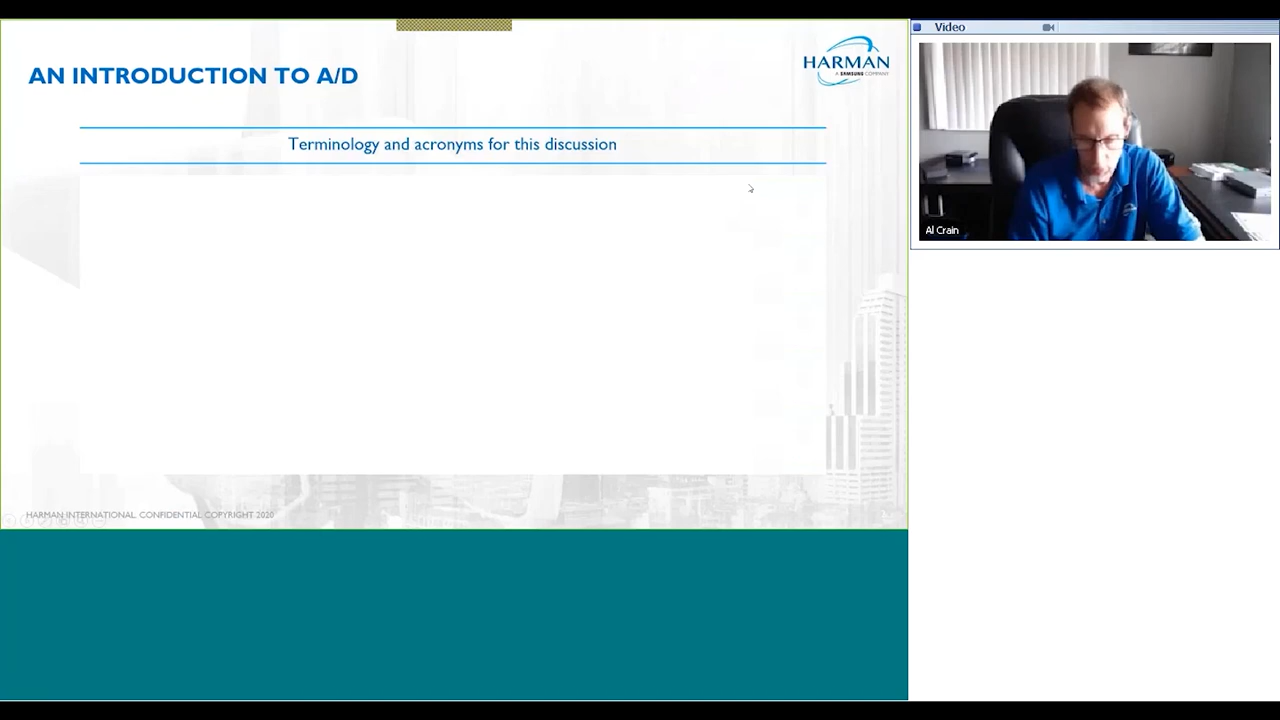 AN INTRODUCTION TO A/D
HARMAN
A SAMSUNG COMPANY
Terminology and acronyms for this discussion
HARMAN INTERNATIONAL. CONFIDENTIAL. COPYRIGHT 2020
Video
Al Crain